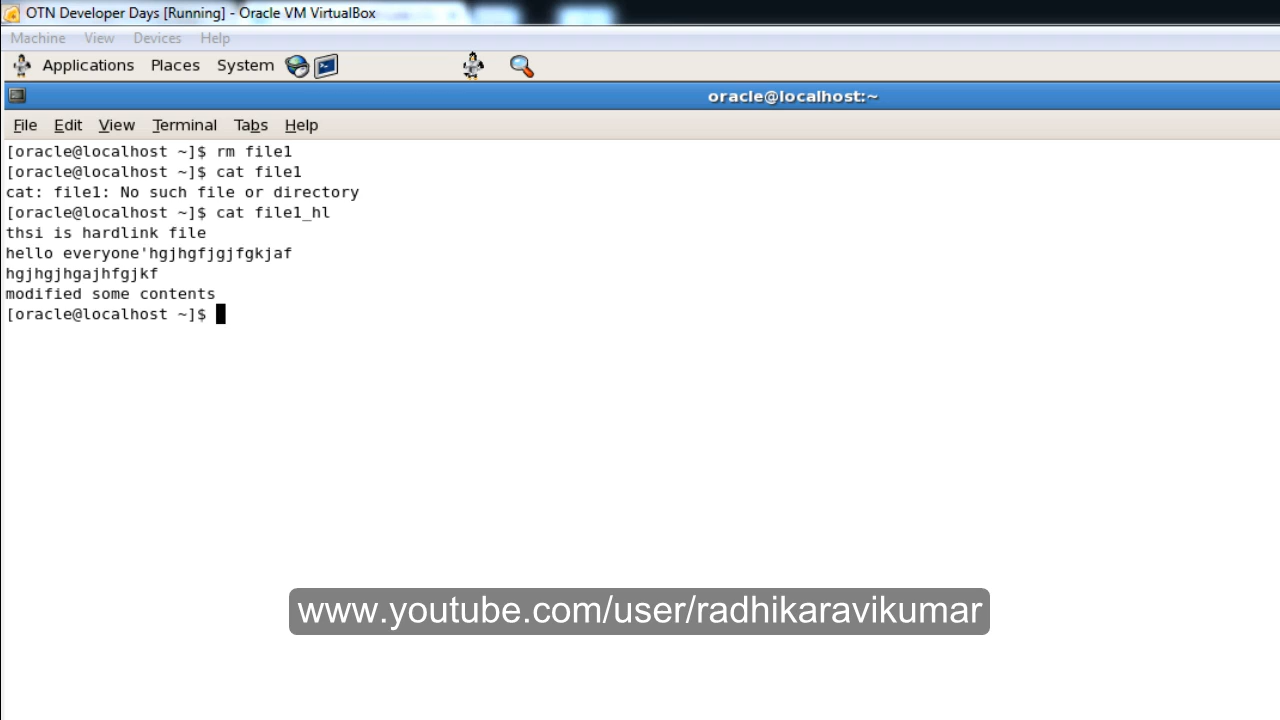 OTN Developer Days [Running] - Oracle VM VirtualBox
Machine View Devices Help
Applications Places System
oracle@localhost:~
File Edit View Terminal Tabs Help
[oracle@localhost ~]$ rm file1
[oracle@localhost ~]$ cat file1
cat: file1: No such file or directory
[oracle@localhost ~]$ cat file1_hl
thsi is hardlink file
hello everyone'hgjhgfjgjfgkjaf
hgjhgjhgajhfgjkf
modified some contents
[oracle@localhost ~]$
www.youtube.com/user/radhikaravikumar